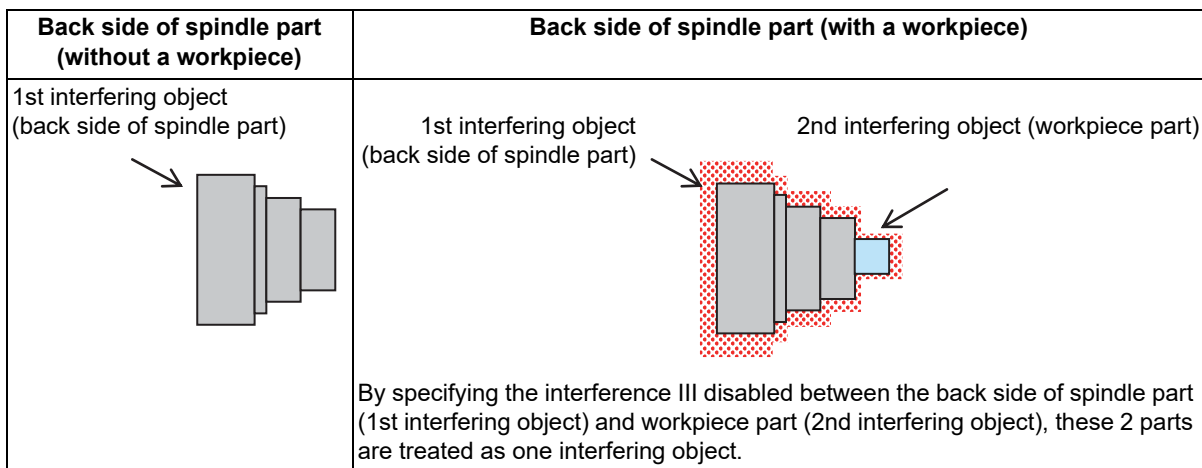 Back side of spindle part
(without a workpiece)
Back side of spindle part (with a workpiece)
1st interfering object
(back side of spindle part)
1st interfering object
(back side of spindle part)
2nd interfering object (workpiece part)
By specifying the interference III disabled between the back side of spindle part
(1st interfering object) and workpiece part (2nd interfering object), these 2 parts
are treated as one interfering object.